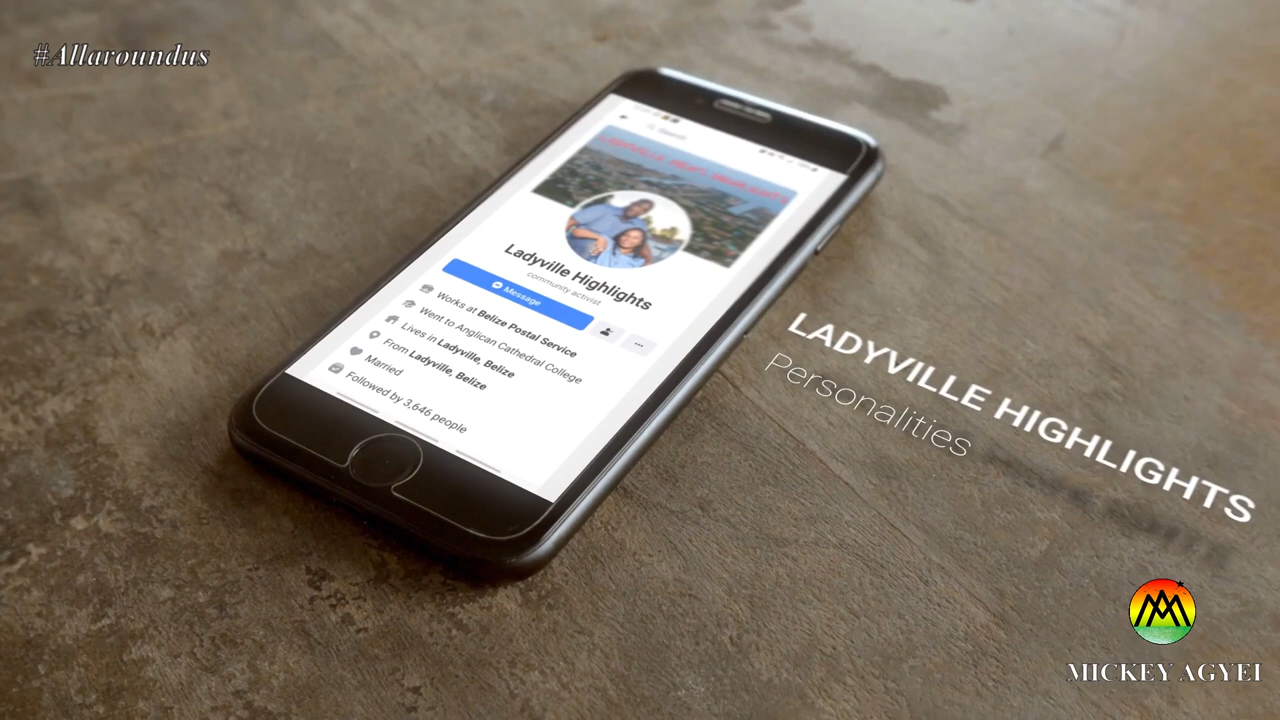 #Allaroundus
Search
LADYVILLE HIGHLIGHTS
Ladyville Highlights
community activist
Message
Works at Belize Postal Service
Went to Anglican Cathedral College
Lives in Ladyville, Belize
From Ladyville, Belize
Married
Followed by 3,646 people
Personalities
MICKEY AGYEI